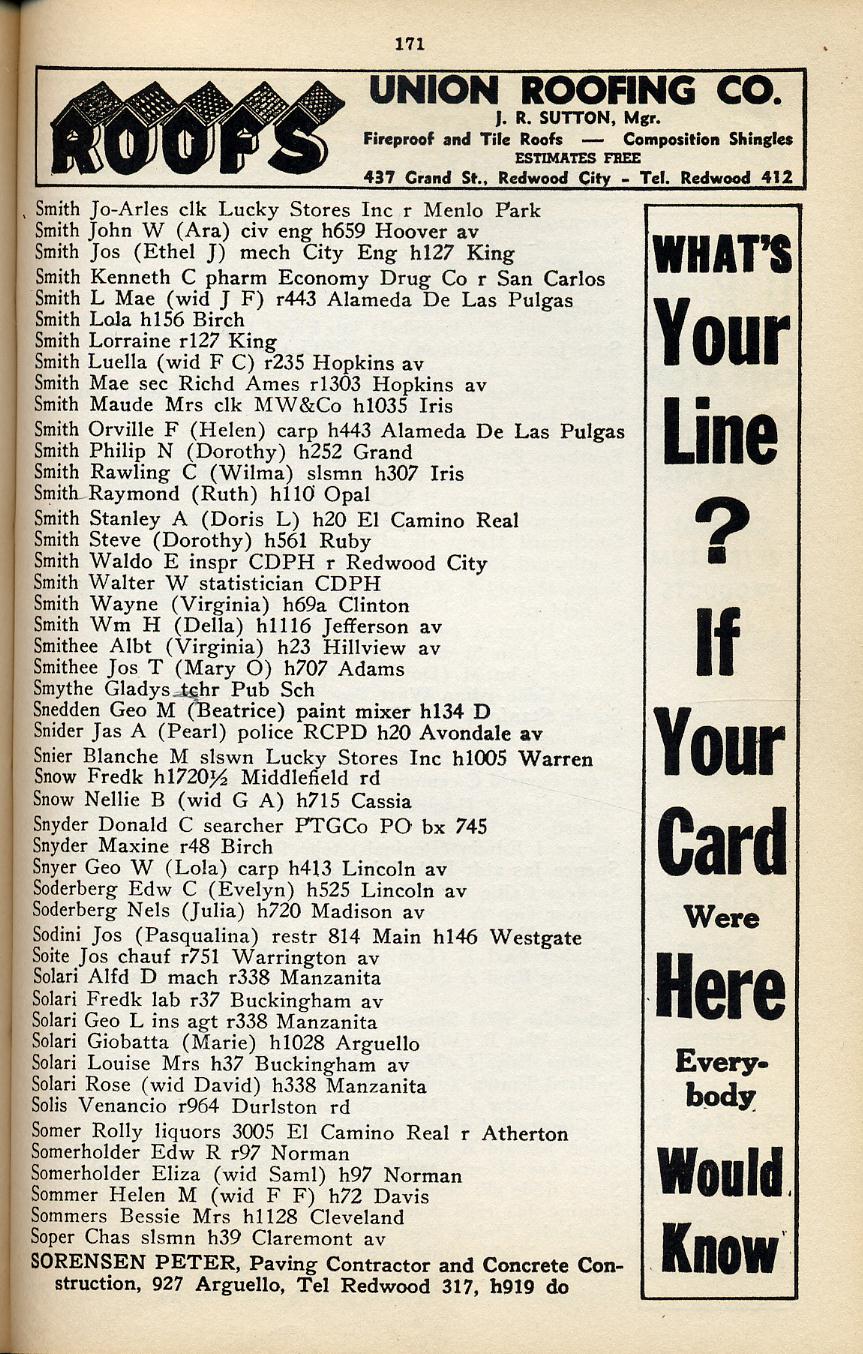 171
ROOFS
UNION ROOFING CO.
J. R. SUTTON, Mgr.
Fireproof and Tile Roofs — Composition Shingles
ESTIMATES FREE
437 Grand St., Redwood City - Tel. Redwood 412
Smith Jo-Arles clk Lucky Stores Inc r Menlo Park
Smith John W (Ara) civ eng h659 Hoover av
Smith Jos (Ethel J) mech City Eng h127 King
Smith Kenneth C pharm Economy Drug Co r San Carlos
Smith L Mae (wid J F) r443 Alameda De Las Pulgas
Smith Lola h156 Birch
Smith Lorraine r127 King
Smith Luella (wid F C) r235 Hopkins av
Smith Mae sec Richd Ames r1303 Hopkins av
Smith Maude Mrs clk MW&Co h1035 Iris
Smith Orville F (Helen) carp h443 Alameda De Las Pulgas
Smith Philip N (Dorothy) h252 Grand
Smith Rawling C (Wilma) slsmn h307 Iris
Smith Raymond (Ruth) h110 Opal
Smith Stanley A (Doris L) h20 El Camino Real
Smith Steve (Dorothy) h561 Ruby
Smith Waldo E inspr CDPH r Redwood City
Smith Walter W statistician CDPH
Smith Wayne (Virginia) h69a Clinton
Smith Wm H (Della) h1116 Jefferson av
Smithee Albt (Virginia) h23 Hillview av
Smithee Jos T (Mary O) h707 Adams
Smythe Gladys tchr Pub Sch
Snedden Geo M (Beatrice) paint mixer h134 D
Snider Jas A (Pearl) police RCPD h20 Avondale av
Snier Blanche M slswn Lucky Stores Inc h1005 Warren
Snow Fredk h1720½ Middlefield rd
Snow Nellie B (wid G A) h715 Cassia
Snyder Donald C searcher PTGCo PO bx 745
Snyder Maxine r48 Birch
Snyer Geo W (Lola) carp h413 Lincoln av
Soderberg Edw C (Evelyn) h525 Lincoln av
Soderberg Nels (Julia) h720 Madison av
Sodini Jos (Pasqualina) restr 814 Main h146 Westgate
Soite Jos chauf r751 Warrington av
Solari Alfd D mach r338 Manzanita
Solari Fredk lab r37 Buckingham av
Solari Geo L ins agt r338 Manzanita
Solari Giobatta (Marie) h1028 Arguello
Solari Louise Mrs h37 Buckingham av
Solari Rose (wid David) h338 Manzanita
Solis Venancio r964 Durlston rd
Somer Rolly liquors 3005 El Camino Real r Atherton
Somerholder Edw R r97 Norman
Somerholder Eliza (wid Saml) h97 Norman
Sommer Helen M (wid F F) h72 Davis
Sommers Bessie Mrs h1128 Cleveland
Soper Chas slsmn h39 Claremont av
SORENSEN PETER, Paving Contractor and Concrete Con-
struction, 927 Arguello, Tel Redwood 317, h919 do
WHAT'S
Your
Line
?
If
Your
Card
Were
Here
Every-
body
Would
Know